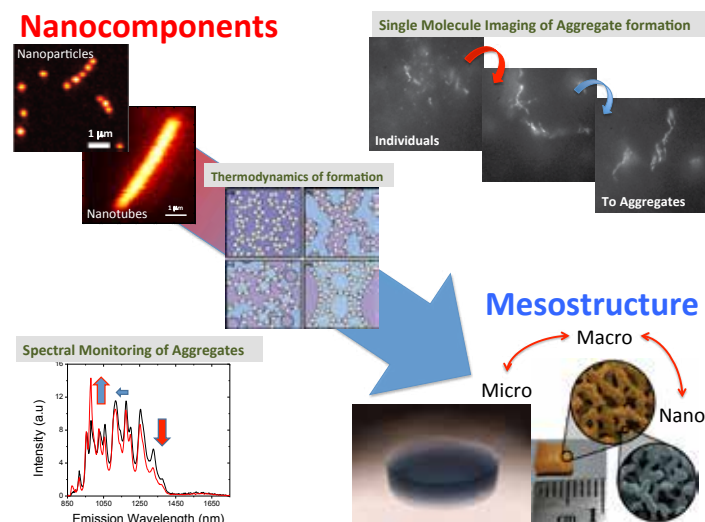 Nanocomponents
Single Molecule Imaging of Aggregate formation
Nanoparticles
1 μm
Individuals
Nanotubes
1 μm
Thermodynamics of formation
To Aggregates
Mesostructure
Spectral Monitoring of Aggregates
Macro
Micro
Nano
Intensity (a.u)
16
12
8
4
0
850 1050 1250 1450 1650
Emission Wavelength (nm)